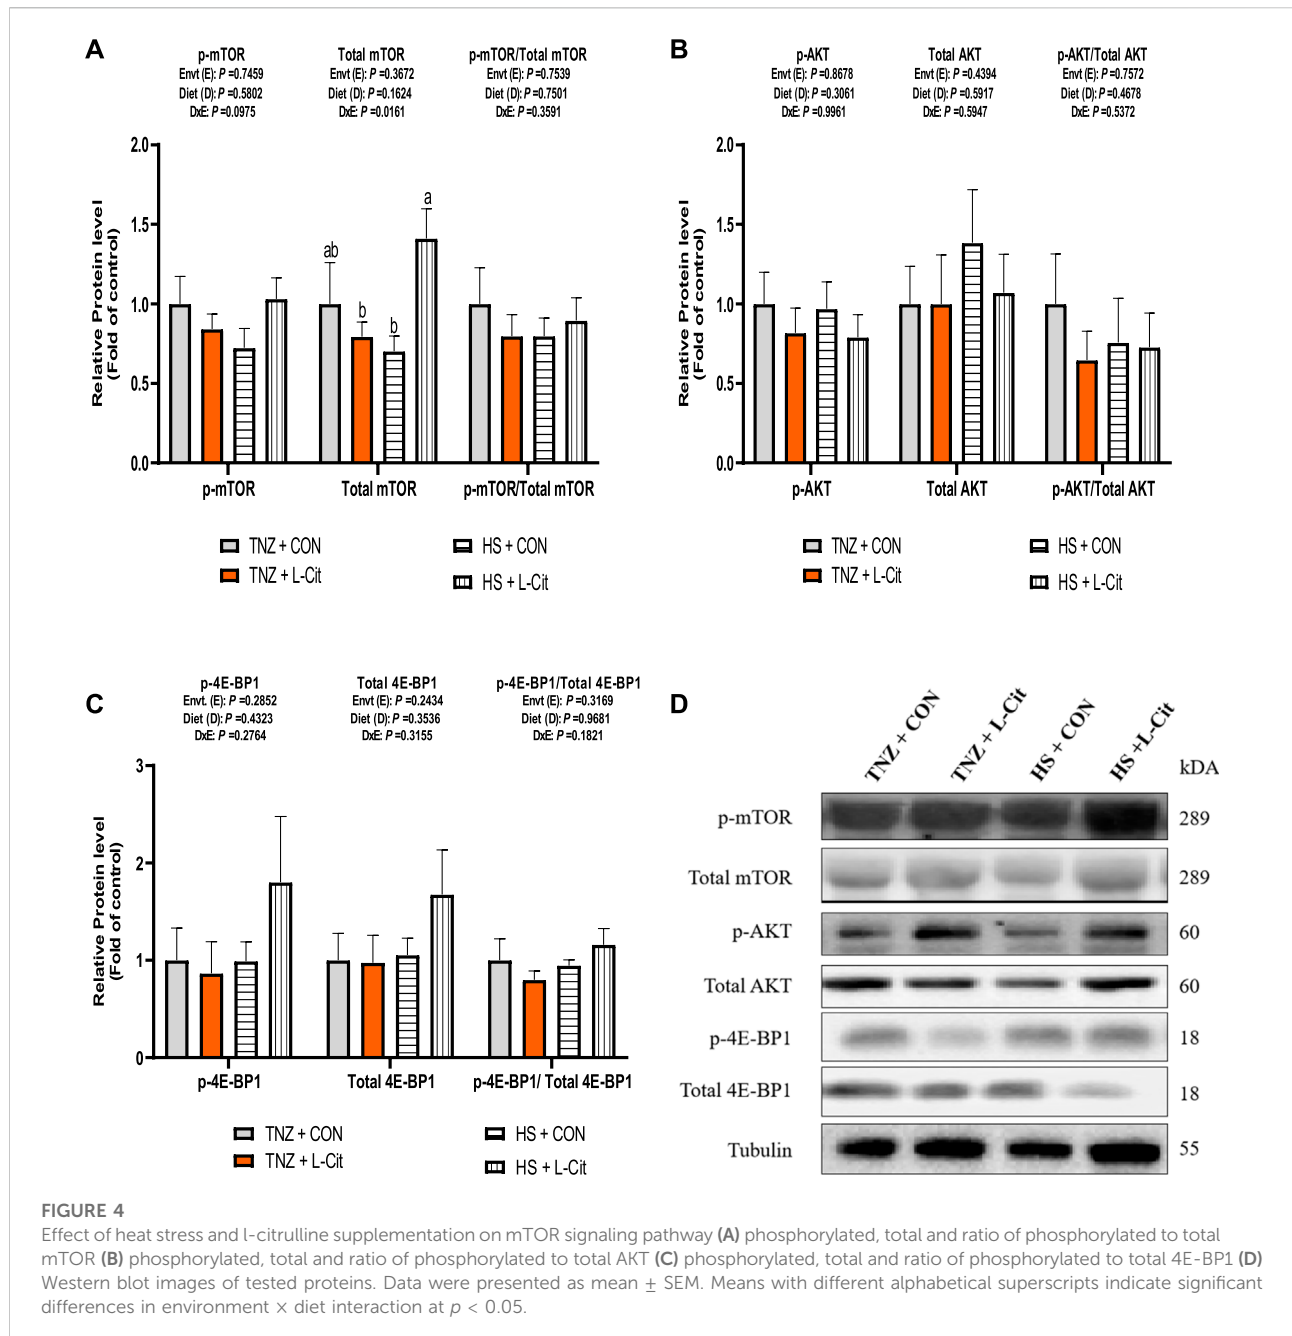 A
p-mTOR
Envt (E): P =0.7459
Diet (D): P =0.5802
DxE: P =0.0975
Total mTOR
Envt (E): P =0.3672
Diet (D): P =0.1624
DxE: P =0.0161
p-mTOR/Total mTOR
Envt (E): P =0.7539
Diet (D): P =0.7501
DxE: P =0.3591
Relative Protein level
(Fold of control)
2.0
1.5
1.0
0.5
0.0
ab
b
b
a
p-mTOR
Total mTOR
p-mTOR/Total mTOR
TNZ + CON
TNZ + L-Cit
HS + CON
HS + L-Cit
B
p-AKT
Envt (E): P =0.8678
Diet (D): P =0.3061
DxE: P =0.9961
Total AKT
Envt (E): P =0.4394
Diet (D): P =0.5917
DxE: P =0.5947
p-AKT/Total AKT
Envt (E): P =0.7572
Diet (D): P =0.4678
DxE: P =0.5372
Relative Protein level
(Fold of control)
2.0
1.5
1.0
0.5
0.0
p-AKT
Total AKT
p-AKT/Total AKT
TNZ + CON
TNZ + L-Cit
HS + CON
HS + L-Cit
C
p-4E-BP1
Envt. (E): P =0.2852
Diet (D): P =0.4323
DxE: P =0.2764
Total 4E-BP1
Envt (E): P =0.2434
Diet (D): P =0.3536
DxE: P =0.3155
p-4E-BP1/Total 4E-BP1
Envt (E): P =0.3169
Diet (D): P =0.9681
DxE: P =0.1821
Relative Protein level
(Fold of control)
3
2
1
0
p-4E-BP1
Total 4E-BP1
p-4E-BP1/ Total 4E-BP1
TNZ + CON
TNZ + L-Cit
HS + CON
HS + L-Cit
D
TNZ + CON
TNZ + L-Cit
HS + CON
HS +L-Cit
kDA
p-mTOR 289
Total mTOR 289
p-AKT 60
Total AKT 60
p-4E-BP1 18
Total 4E-BP1 18
Tubulin 55
FIGURE 4
Effect of heat stress and l-citrulline supplementation on mTOR signaling pathway (A) phosphorylated, total and ratio of phosphorylated to total
mTOR (B) phosphorylated, total and ratio of phosphorylated to total AKT (C) phosphorylated, total and ratio of phosphorylated to total 4E-BP1 (D)
Western blot images of tested proteins. Data were presented as mean ± SEM. Means with different alphabetical superscripts indicate significant
differences in environment × diet interaction at p < 0.05.